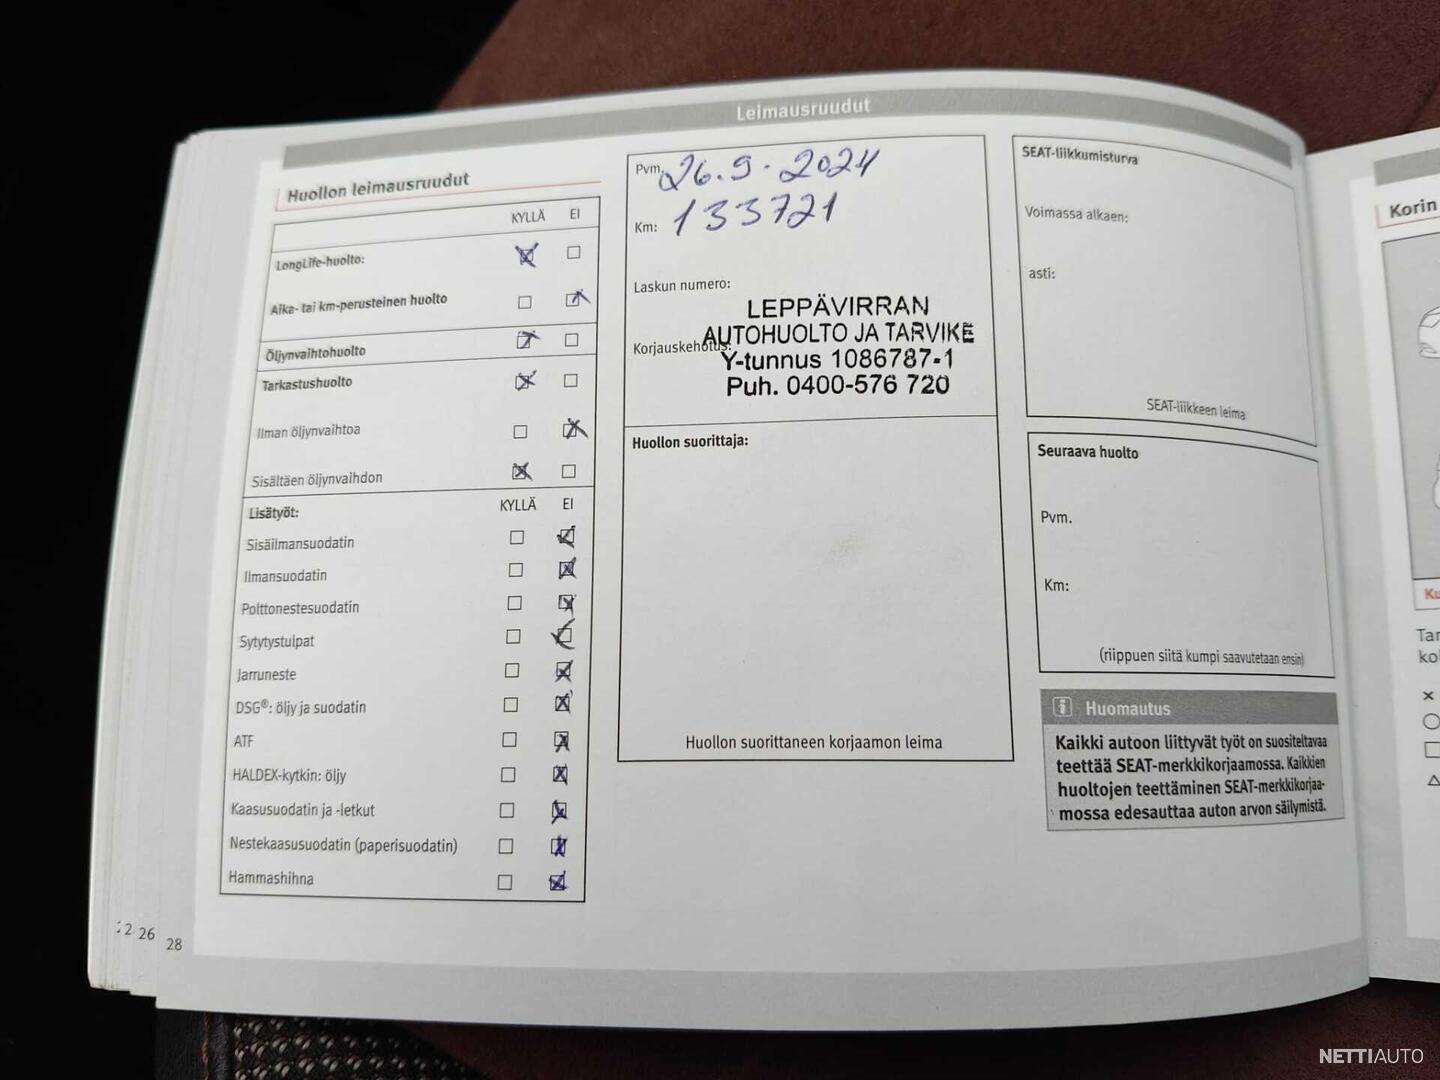 Leimausruudut
Huollon leimausruudut
KYLLÄ EI
LongLife-huolto:
Aika- tai km-perusteinen huolto
Öljynvaihtohuolto
Tarkastushuolto
Ilman öljynvaihtoa
Sisältäen öljynvaihdon
Lisätyöt: KYLLÄ EI
Sisäilmansuodatin
Ilmansuodatin
Polttonestesuodatin
Sytytystulpat
Jarruneste
DSG®: öljy ja suodatin
ATF
HALDEX-kytkin: öljy
Kaasusuodatin ja -letkut
Nestekaasusuodatin (paperisuodatin)
Hammashihna
26
28
Pvm. 26.9.2024
Km: 133721
Laskun numero:
Korjauskehotus:
LEPPÄVIRRAN
AUTOHUOLTO JA TARVIKE
Y-tunnus 1086787-1
Puh. 0400-576 720
Huollon suorittaja:
Huollon suorittaneen korjaamon leima
SEAT-liikkumisturva
Voimassa alkaen:
asti:
SEAT-liikkeen leima
Seuraava huolto
Pvm.
Km:
(riippuen siitä kumpi saavutetaan ensin)
Huomautus
Kaikki autoon liittyvät työt on suositeltavaa
teettää SEAT-merkkikorjaamossa. Kaikkien
huoltojen teettäminen SEAT-merkkikorjaa-
mossa edesauttaa auton arvon säilymistä.
Korin
NETTIAUTO